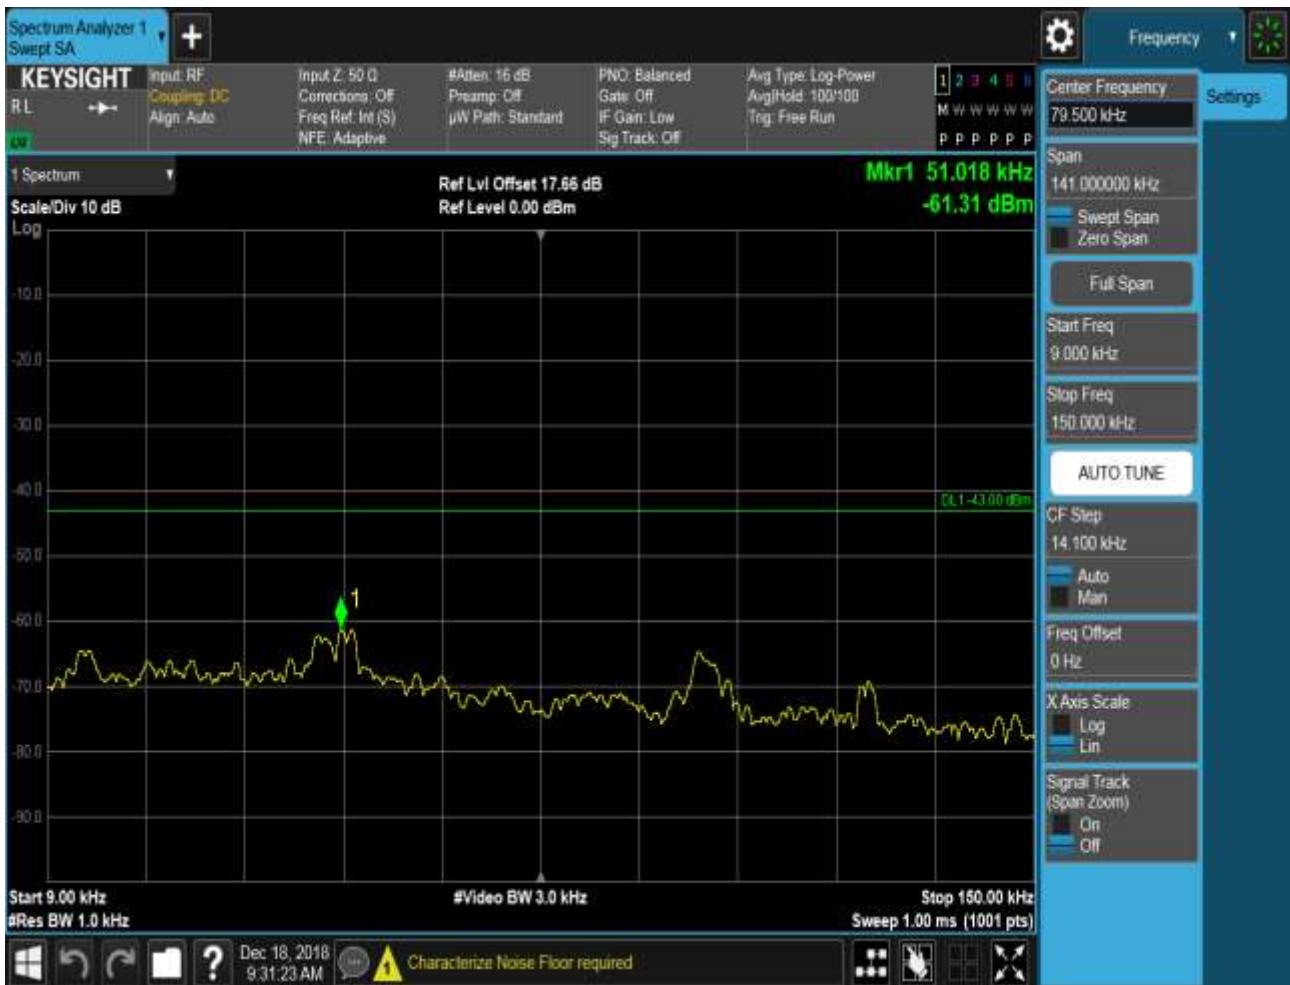 Spectrum Analyzer 1
Swept SA
Frequency
KEYSIGHT
R L
Input: RF
Coupling: DC
Align: Auto
Input Z: 50 Ω
Corrections: Off
Freq Ref: Int (S)
NFE: Adaptive
#Atten: 16 dB
Preamp: Off
µW Path: Standard
PNO: Balanced
Gate: Off
IF Gain: Low
Sig Track: Off
Avg Type: Log-Power
Avg|Hold: 100/100
Trig: Free Run
1 2 3 4 5 6
M W W W W W
P P P P P P
1 Spectrum
Scale/Div 10 dB
Log
Ref Lvl Offset 17.66 dB
Ref Level 0.00 dBm
Mkr1 51.018 kHz
-61.31 dBm
-10.0
-20.0
-30.0
-40.0
-50.0
-60.0
-70.0
-80.0
-90.0
DL1 -43.00 dBm
1
Start 9.00 kHz
#Res BW 1.0 kHz
#Video BW 3.0 kHz
Stop 150.00 kHz
Sweep 1.00 ms (1001 pts)
Center Frequency
79.500 kHz
Settings
Span
141.000000 kHz
Swept Span
Zero Span
Full Span
Start Freq
9.000 kHz
Stop Freq
150.000 kHz
AUTO TUNE
CF Step
14.100 kHz
Auto
Man
Freq Offset
0 Hz
X Axis Scale
Log
Lin
Signal Track
(Span Zoom)
On
Off
?
Dec 18, 2018
9:31:23 AM
1
Characterize Noise Floor required